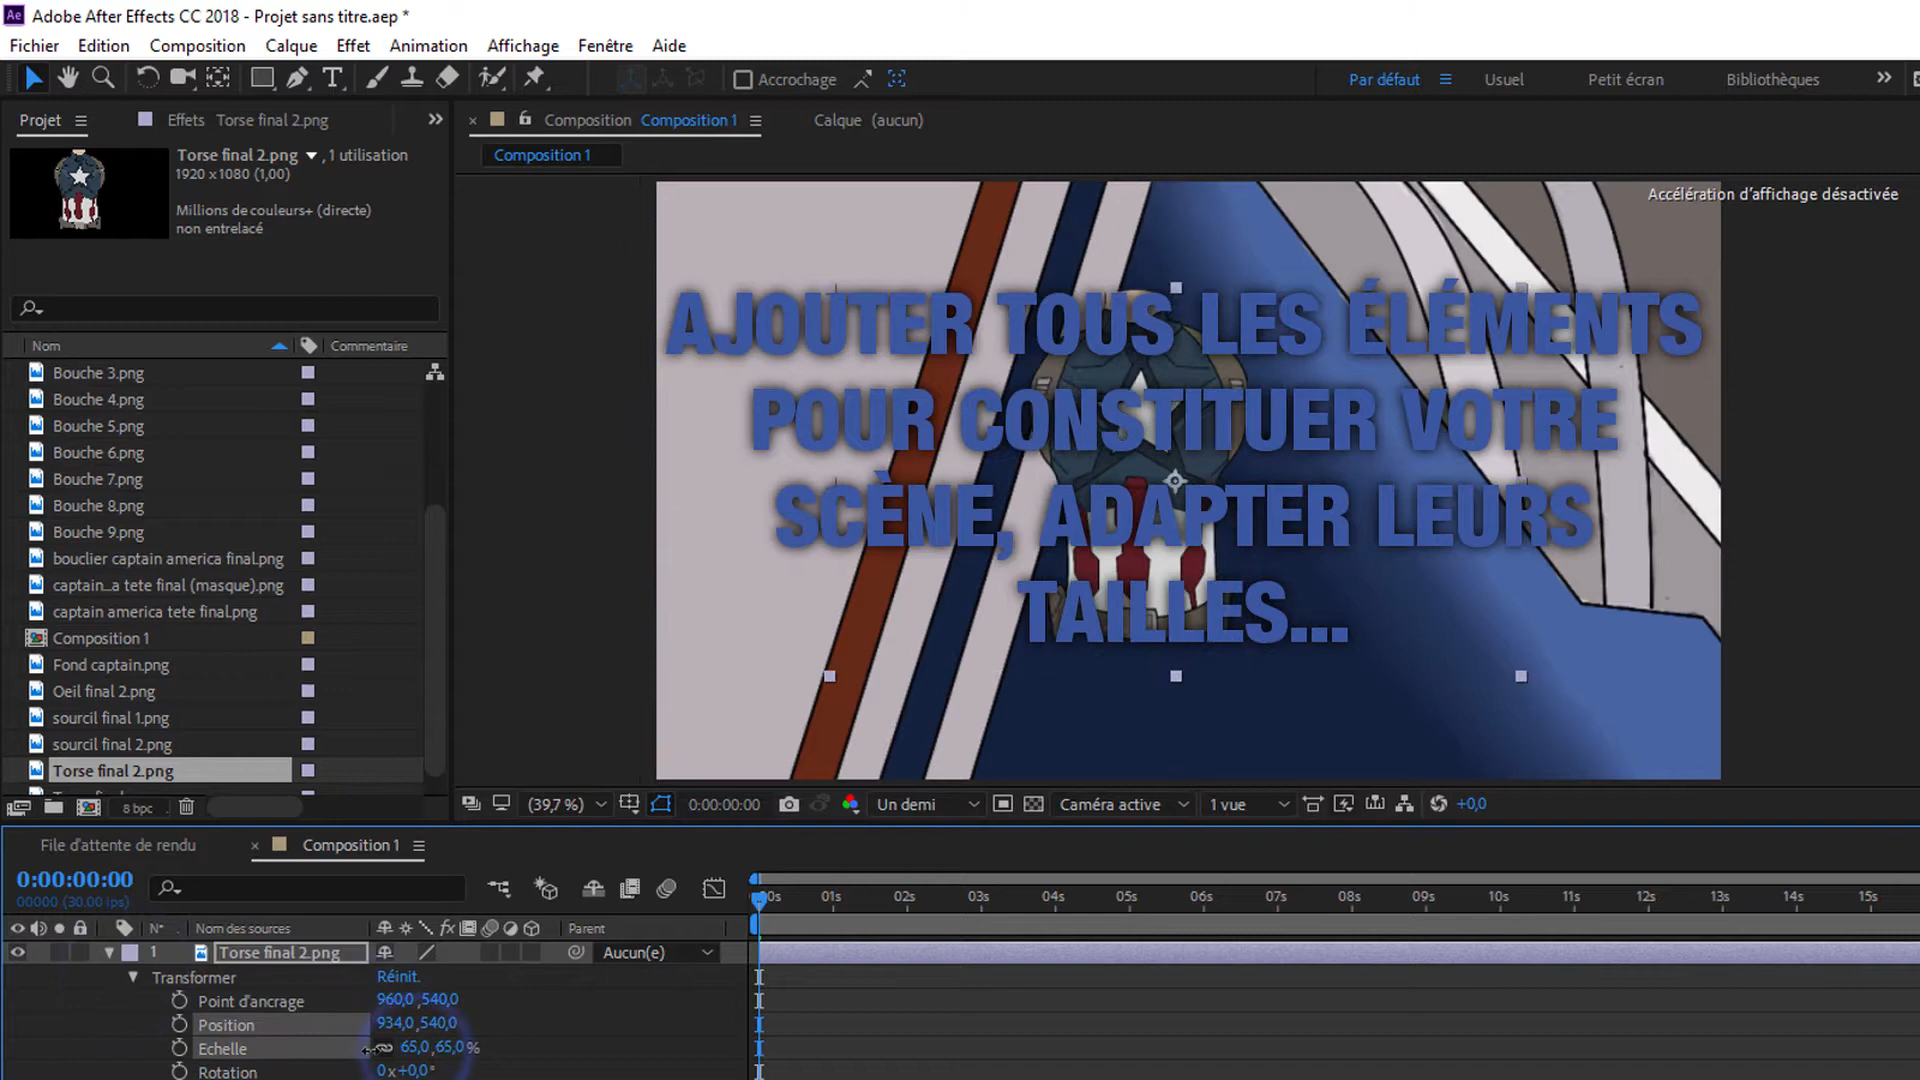 Ae Adobe After Effects CC 2018 - Projet sans titre.aep *
Fichier Edition Composition Calque Effet Animation Affichage Fenêtre Aide
T Accrochage Par défaut Usuel Petit écran Bibliothèques
Projet Effets Torse final 2.png
Composition Composition 1 Calque (aucun)
Composition 1
Torse final 2.png , 1 utilisation
1920 x 1080 (1,00)
Millions de couleurs+ (directe)
non entrelacé
Accélération d'affichage désactivée
AJOUTER TOUS LES ÉLÉMENTS
POUR CONSTITUER VOTRE
SCÈNE, ADAPTER LEURS
TAILLES...
Nom Commentaire
Bouche 3.png
Bouche 4.png
Bouche 5.png
Bouche 6.png
Bouche 7.png
Bouche 8.png
Bouche 9.png
bouclier captain america final.png
captain...a tete final (masque).png
captain america tete final.png
Composition 1
Fond captain.png
Oeil final 2.png
sourcil final 1.png
sourcil final 2.png
Torse final 2.png
8 bpc
(39,7 %) 0:00:00:00 Un demi Caméra active 1 vue +0,0
File d'attente de rendu Composition 1
0:00:00:00
00000 (30.00 ips)
00s 01s 02s 03s 04s 05s 06s 07s 08s 09s 10s 11s 12s 13s 14s 15s
N° Nom des sources fx Parent
1 Torse final 2.png Aucun(e)
Transformer Réinit.
Point d'ancrage 960,0 ,540,0
Position 934,0 ,540,0
Echelle 65,0 ,65,0 %
Rotation 0 x +0,0 °